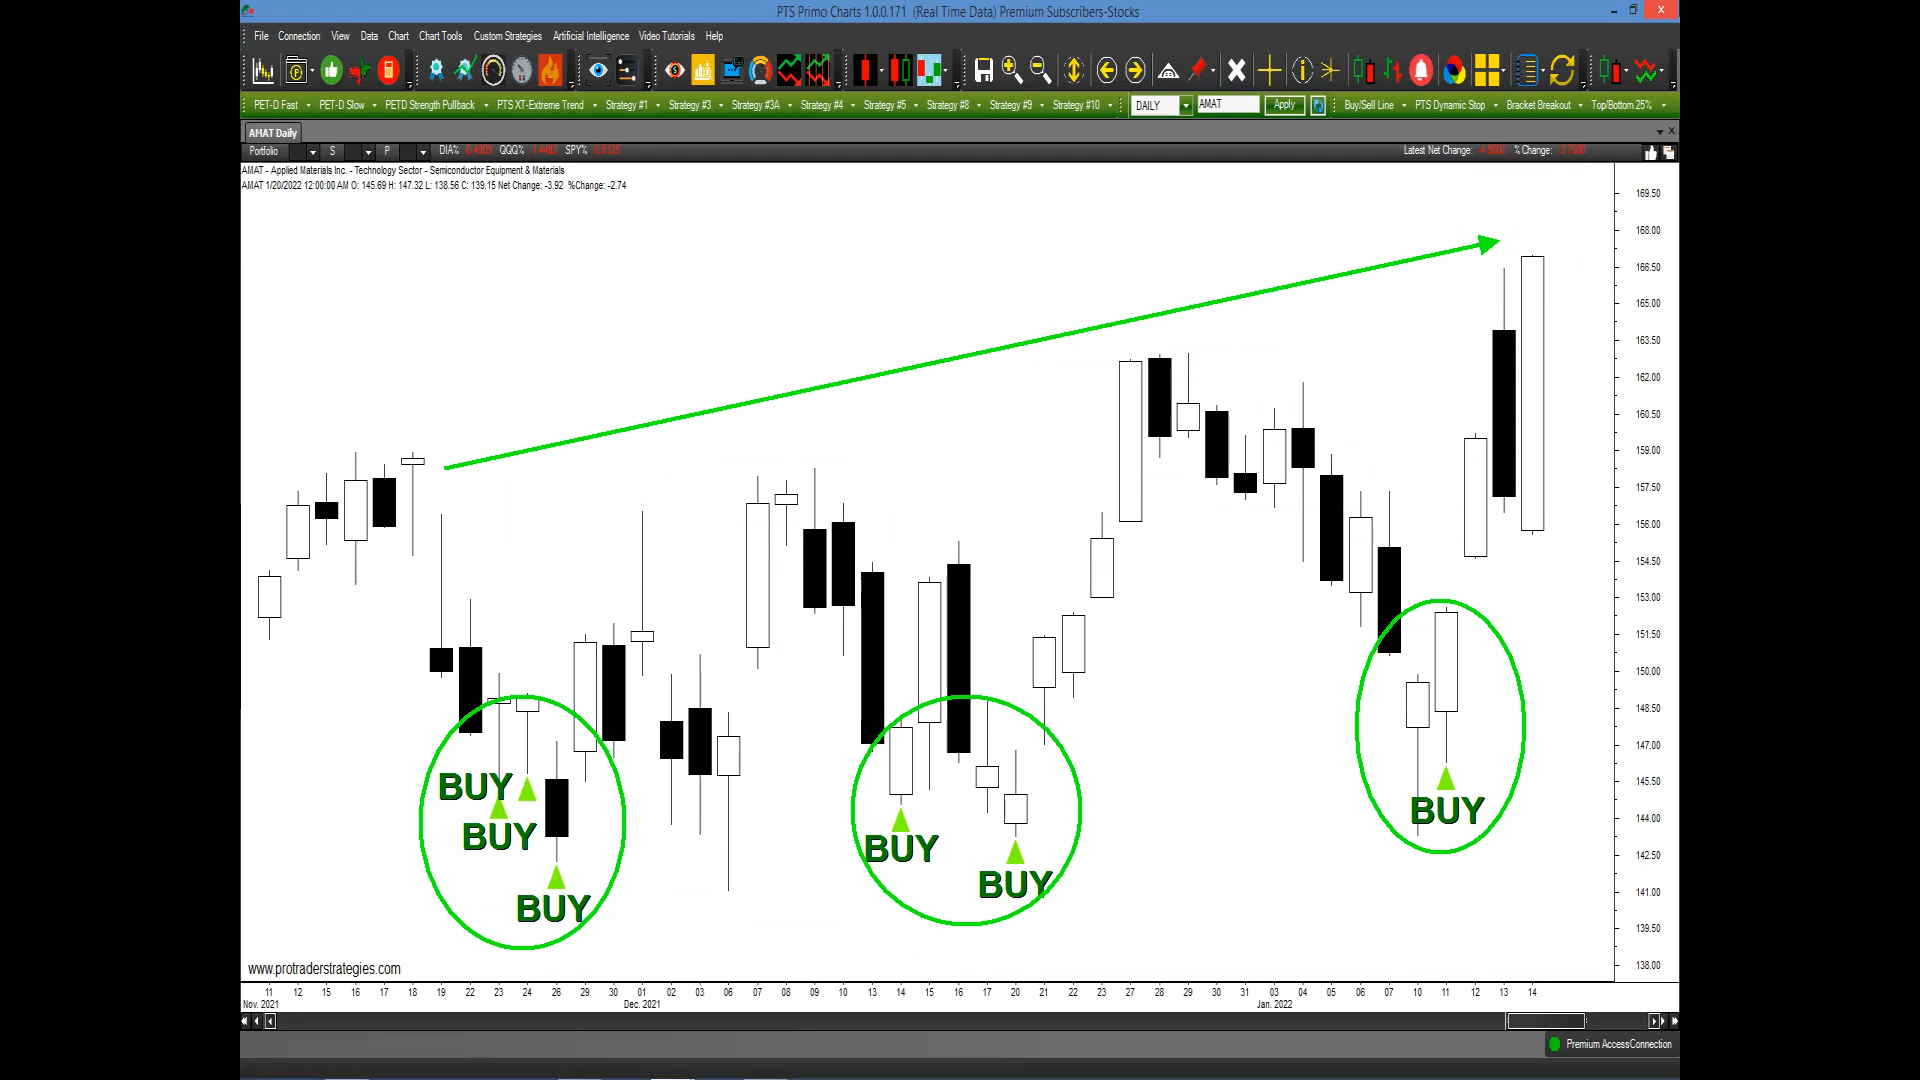 PTS Primo Charts 1.0.0.171 (Real Time Data) Premium Subscribers-Stocks
File Connection View Data Chart Chart Tools Custom Strategies Artificial Intelligence Video Tutorials Help
PET-D Fast PET-D Slow PETD Strength Pullback PTS XT-Extreme Trend Strategy #1 Strategy #3 Strategy #3A Strategy #4 Strategy #5 Strategy #8 Strategy #9 Strategy #10 DAILY AMAT Apply Buy/Sell Line PTS Dynamic Stop Bracket Breakout Top/Bottom 25%
AMAT Daily
Portfolio S P DIA% QQQ% SPY% Latest Net Change: % Change:
AMAT - Applied Materials Inc. - Technology Sector - Semiconductor Equipment & Materials
AMAT 1/20/2022 12:00:00 AM O: 145.69 H: 147.32 L: 138.56 C: 139.15 Net Change: -3.92 %Change: -2.74
169.50
168.00
166.50
165.00
163.50
162.00
160.50
159.00
157.50
156.00
154.50
153.00
151.50
150.00
148.50
147.00
145.50
144.00
142.50
141.00
139.50
138.00
BUY
BUY
BUY
BUY
BUY
BUY
www.protraderstrategies.com
11 12 15 16 17 18 19 22 23 24 26 29 30 01 02 03 06 07 08 09 10 13 14 15 16 17 20 21 22 23 27 28 29 30 31 03 04 05 06 07 10 11 12 13 14
Nov. 2021 Dec. 2021 Jan. 2022
Premium AccessConnection